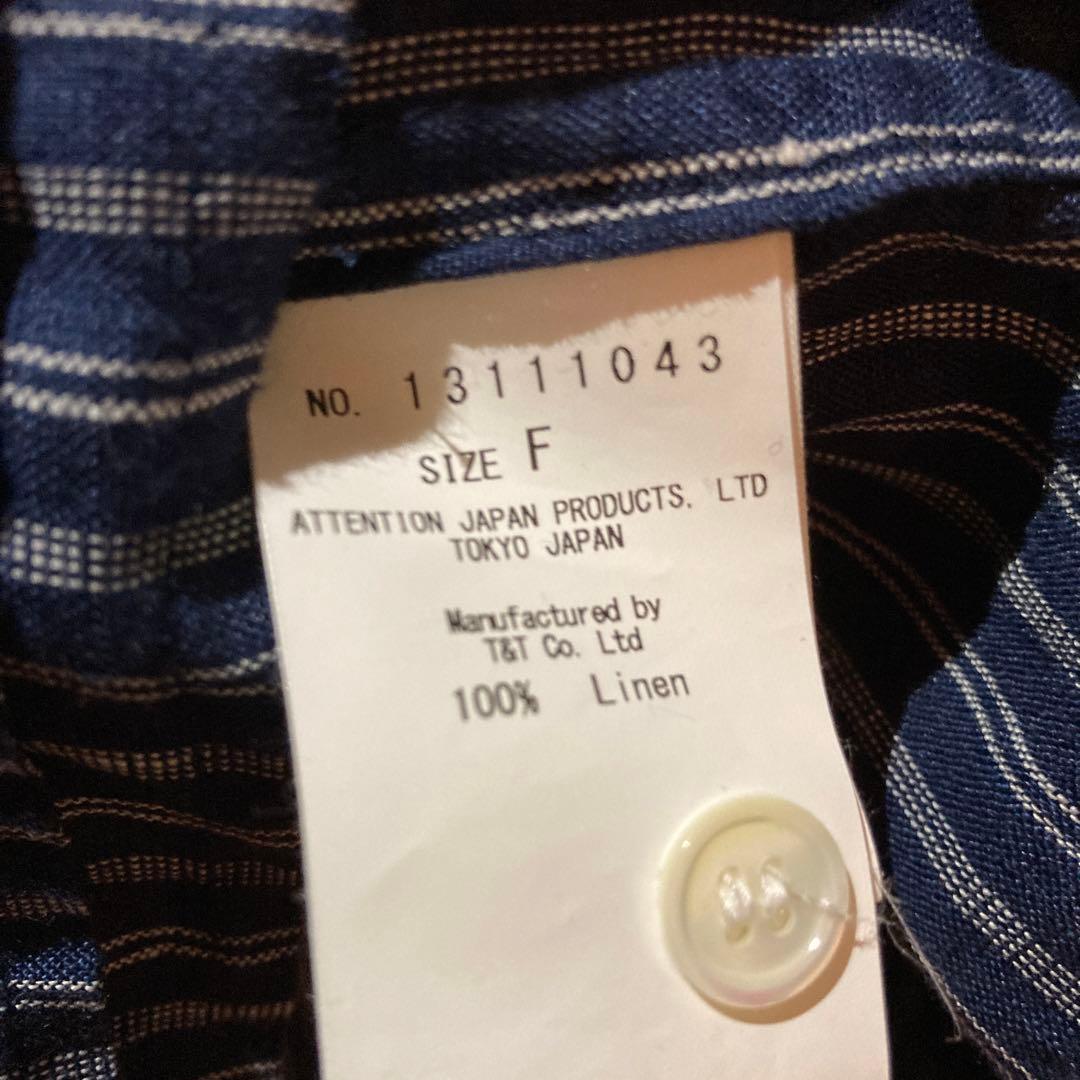 NO. 13111043
SIZE F
ATTENTION JAPAN PRODUCTS. LTD
TOKYO JAPAN
Manufactured by
T&T Co. Ltd
100% Linen